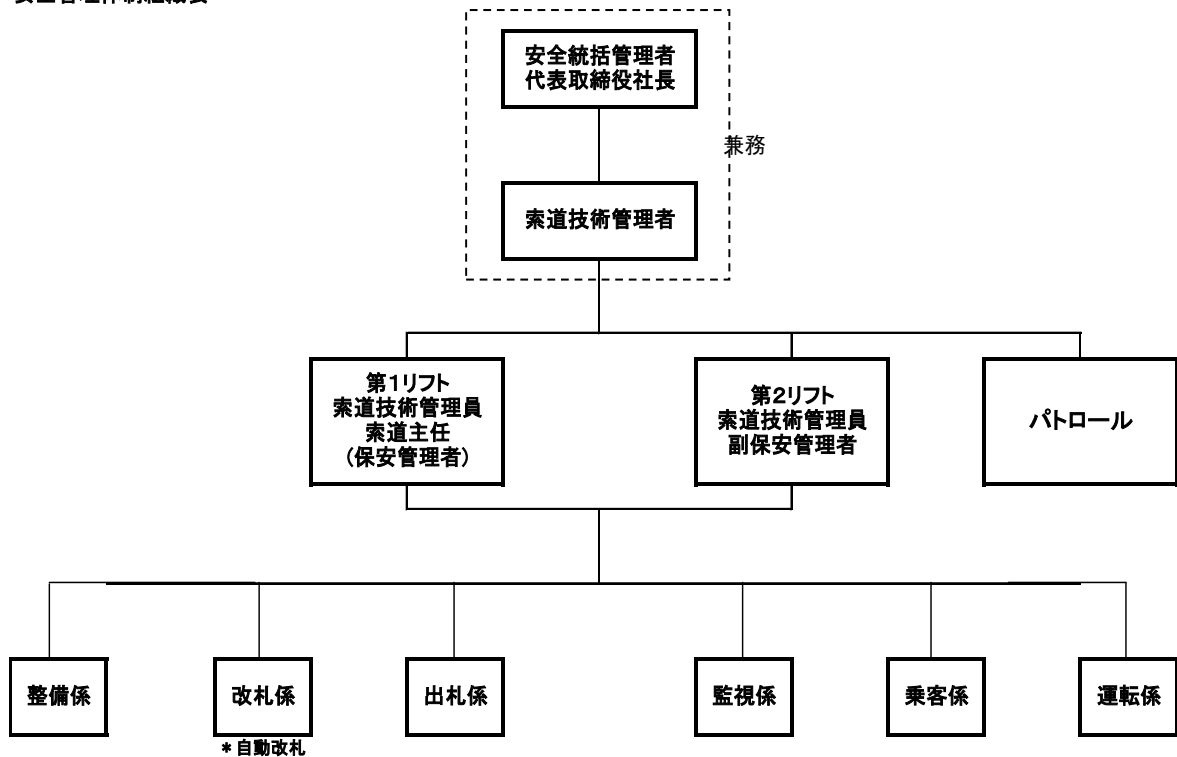 安全統括管理者
代表取締役社長
兼務
索道技術管理者
第1リフト
索道技術管理員
索道主任
(保安管理者)
第2リフト
索道技術管理員
副保安管理者
パトロール
整備係
改札係
出札係
監視係
乗客係
運転係
*自動改札